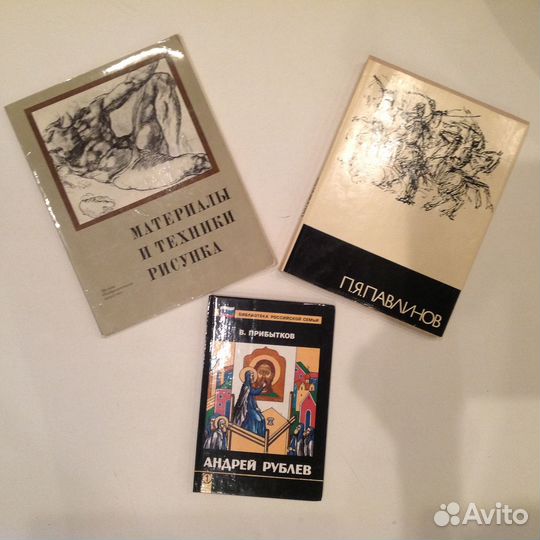 МАТЕРИАЛЫ
И ТЕХНИКИ
РИСУНКА
П.Я.ПАВЛИНОВ
БИБЛИОТЕКА РОССИЙСКОЙ СЕМЬИ
В. ПРИБЫТКОВ
АНДРЕЙ РУБЛЕВ
Avito